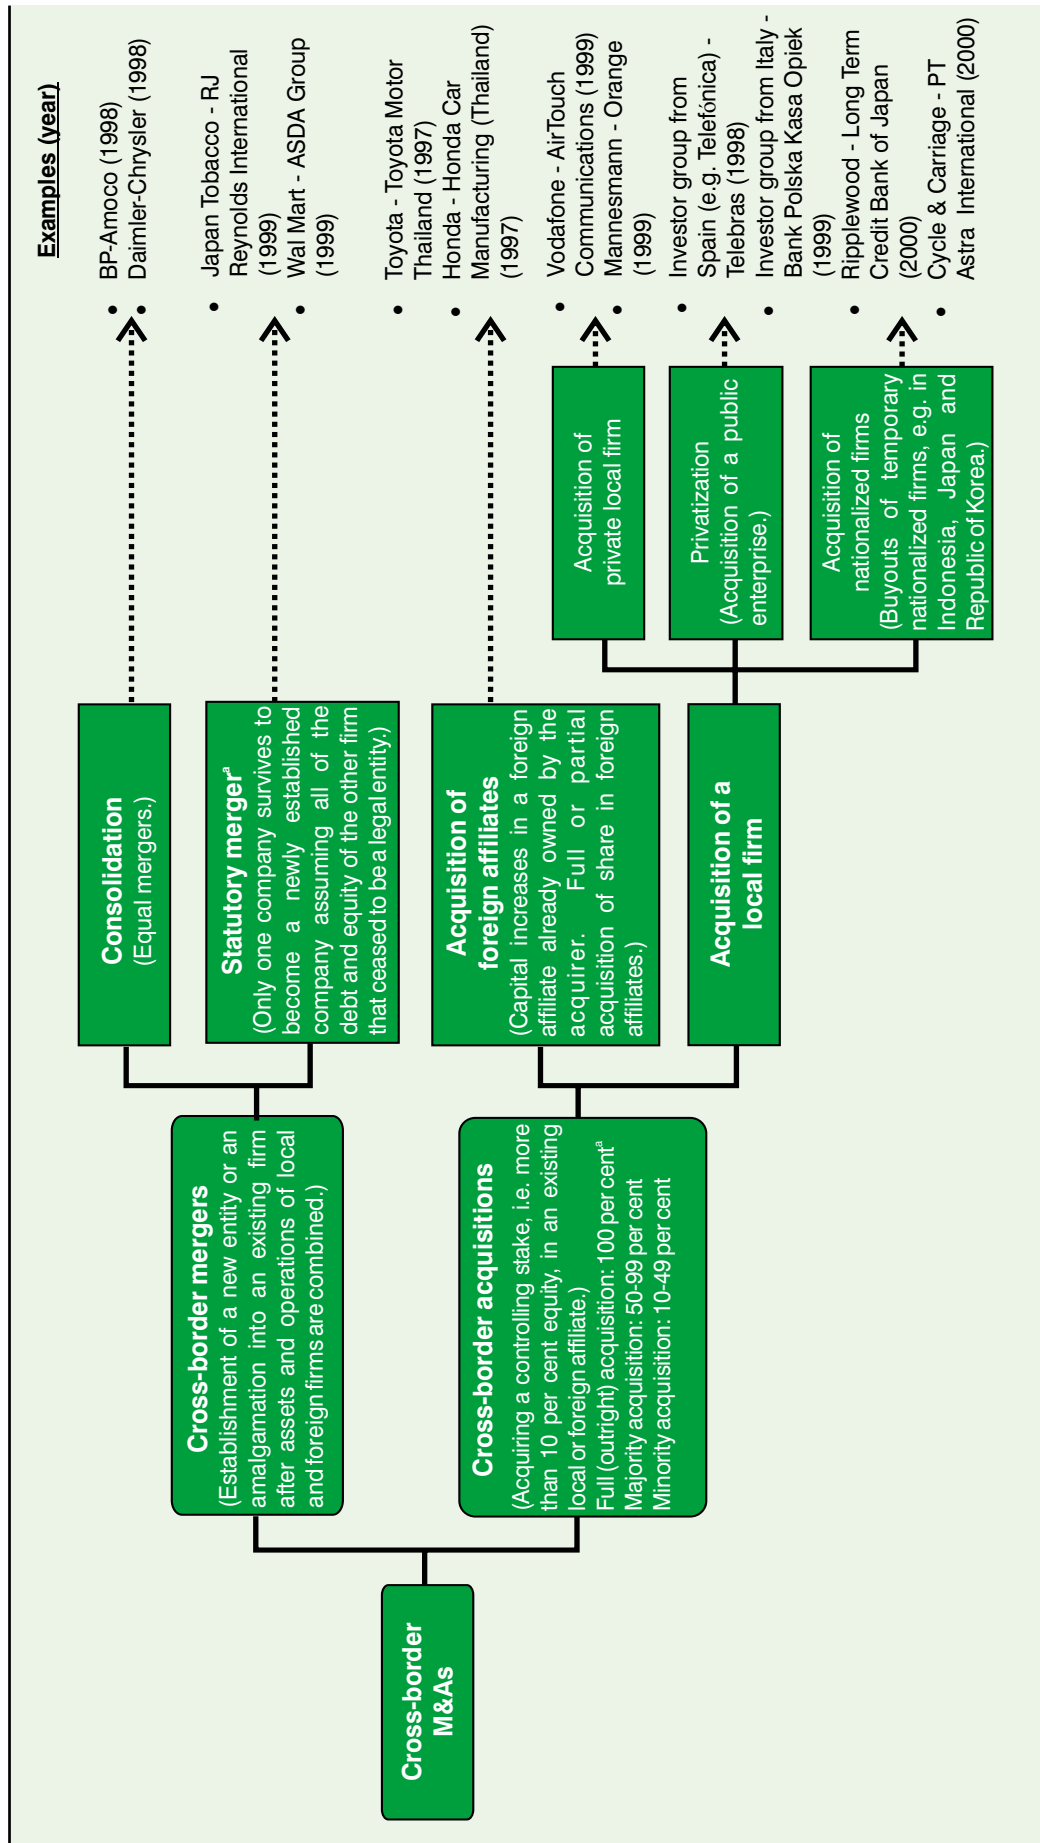 Examples (year)
Cross-border
M&As
Cross-border mergers
(Establishment of a new entity or an
amalgamation into an existing firm
after assets and operations of local
and foreign firms are combined.)
Cross-border acquisitions
(Acquiring a controlling stake, i.e. more
than 10 per cent equity, in an existing
local or foreign affiliate.)
Full (outright) acquisition: 100 per centª
Majority acquisition: 50-99 per cent
Minority acquisition: 10-49 per cent
Consolidation
(Equal mergers.)
Statutory mergerª
(Only one company survives to
become a newly established
company assuming all of the
debt and equity of the other firm
that ceased to be a legal entity.)
Acquisition of
foreign affiliates
(Capital increases in a foreign
affiliate already owned by the
acquirer. Full or partial
acquisition of share in foreign
affiliates.)
Acquisition of a
local firm
Acquisition of
private local firm
Privatization
(Acquisition of a public
enterprise.)
Acquisition of
nationalized firms
(Buyouts of temporary
nationalized firms, e.g. in
Indonesia, Japan and
Republic of Korea.)
• BP-Amoco (1998)
• Daimler-Chrysler (1998)
• Japan Tobacco - RJ
Reynolds International
(1999)
• Wal Mart - ASDA Group
(1999)
• Toyota - Toyota Motor
Thailand (1997)
• Honda - Honda Car
Manufacturing (Thailand)
(1997)
• Vodafone - AirTouch
Communications (1999)
• Mannesmann - Orange
(1999)
• Investor group from
Spain (e.g. Telefónica) -
Telebras (1998)
• Investor group from Italy -
Bank Polska Kasa Opiek
(1999)
• Ripplewood - Long Term
Credit Bank of Japan
(2000)
• Cycle & Carriage - PT
Astra International (2000)